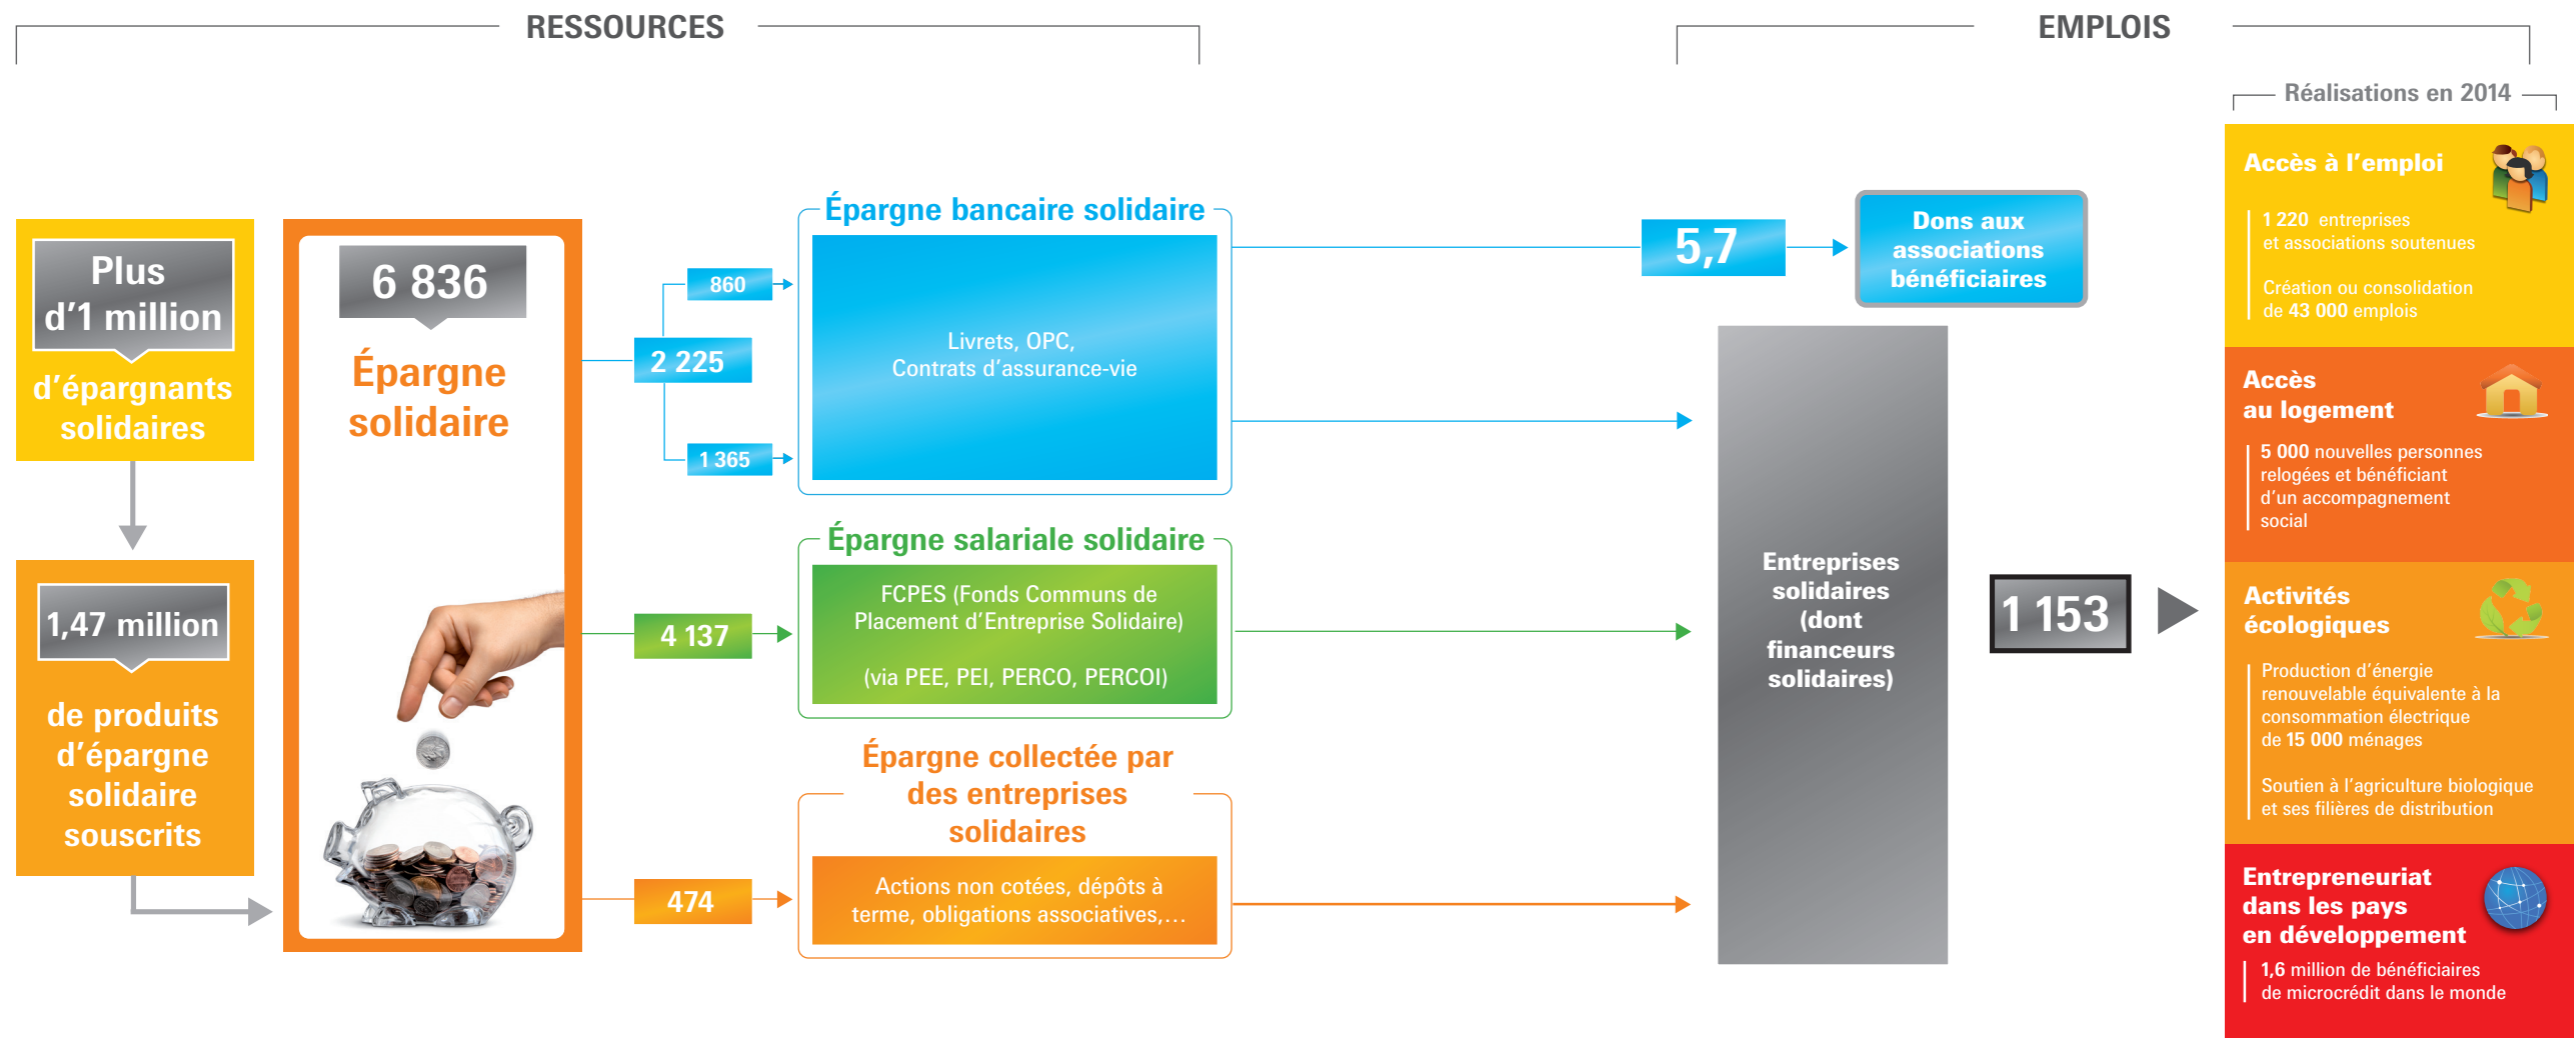 RESSOURCES
EMPLOIS
Réalisations en 2014
Plus
d'1 million
d'épargnants
solidaires
1,47 million
de produits
d'épargne
solidaire
souscrits
6 836
Épargne
solidaire
2 225
860
1 365
4 137
474
Épargne bancaire solidaire
Livrets, OPC,
Contrats d'assurance-vie
Épargne salariale solidaire
FCPES (Fonds Communs de
Placement d'Entreprise Solidaire)
(via PEE, PEI, PERCO, PERCOI)
Épargne collectée par
des entreprises
solidaires
Actions non cotées, dépôts à
terme, obligations associatives,…
5,7
Dons aux
associations
bénéficiaires
Entreprises
solidaires
(dont
financeurs
solidaires)
1 153
Accès à l'emploi
1 220 entreprises
et associations soutenues
Création ou consolidation
de 43 000 emplois
Accès
au logement
5 000 nouvelles personnes
relogées et bénéficiant
d'un accompagnement
social
Activités
écologiques
Production d'énergie
renouvelable équivalente à la
consommation électrique
de 15 000 ménages
Soutien à l'agriculture biologique
et ses filières de distribution
Entrepreneuriat
dans les pays
en développement
1,6 million de bénéficiaires
de microcrédit dans le monde